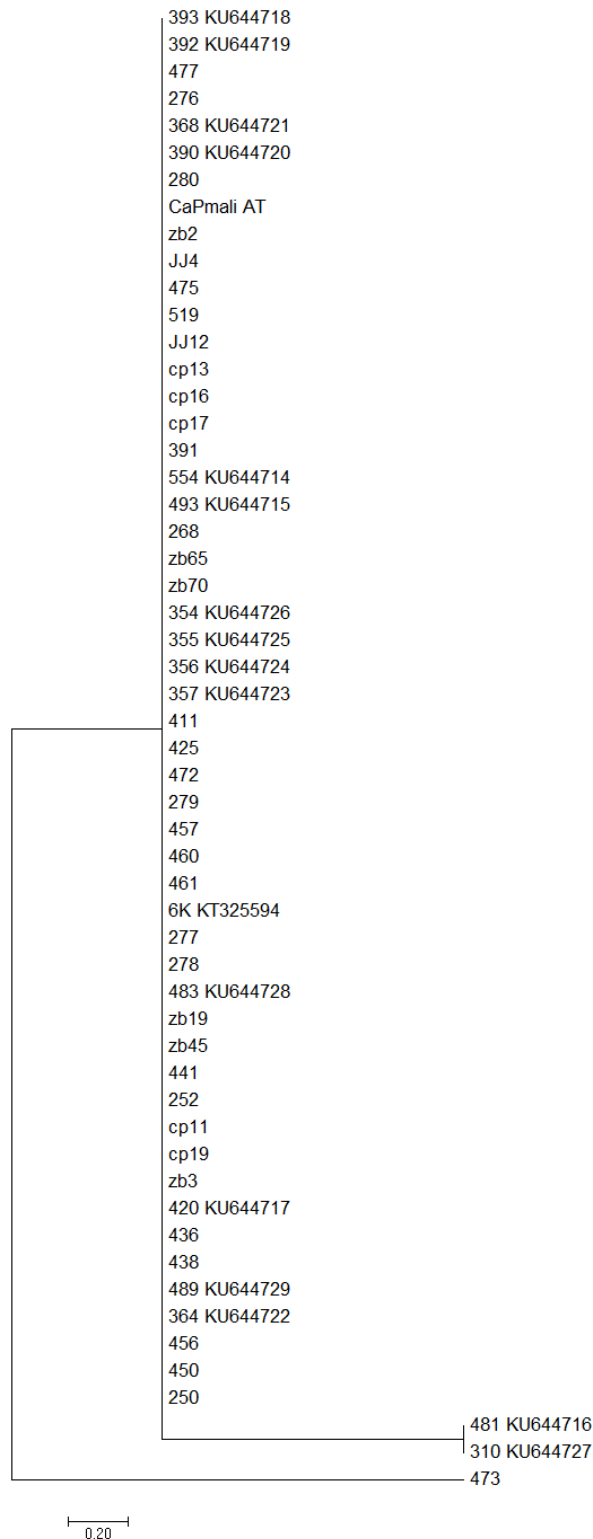 393 KU644718
392 KU644719
477
276
368 KU644721
390 KU644720
280
CaPmali AT
zb2
JJ4
475
519
JJ12
cp13
cp16
cp17
391
554 KU644714
493 KU644715
268
zb65
zb70
354 KU644726
355 KU644725
356 KU644724
357 KU644723
411
425
472
279
457
460
461
6K KT325594
277
278
483 KU644728
zb19
zb45
441
252
cp11
cp19
zb3
420 KU644717
436
438
489 KU644729
364 KU644722
456
450
250
481 KU644716
310 KU644727
473
0.20